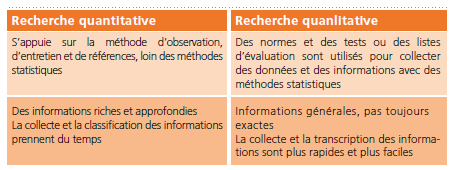 Recherche quantitative
S'appuie sur la méthode d'observation,
d'entretien et de références, loin des méthodes
statistiques
Des informations riches et approfondies
La collecte et la classification des informations
prennent du temps
Recherche quanlitative
Des normes et des tests ou des listes
d'évaluation sont utilisés pour collecter
des données et des informations avec des
méthodes statistiques
Informations générales, pas toujours
exactes
La collecte et la transcription des informa-
tions sont plus rapides et plus faciles